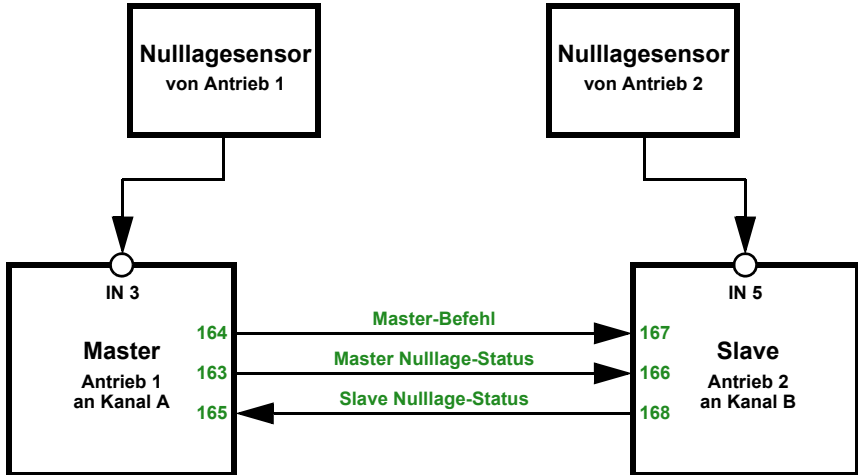 Nulllagesensor
von Antrieb 1
Nulllagesensor
von Antrieb 2
IN 3
IN 5
164
Master-Befehl
167
Master
Antrieb 1
an Kanal A
163
Master Nulllage-Status
166
165
Slave Nulllage-Status
168
Slave
Antrieb 2
an Kanal B